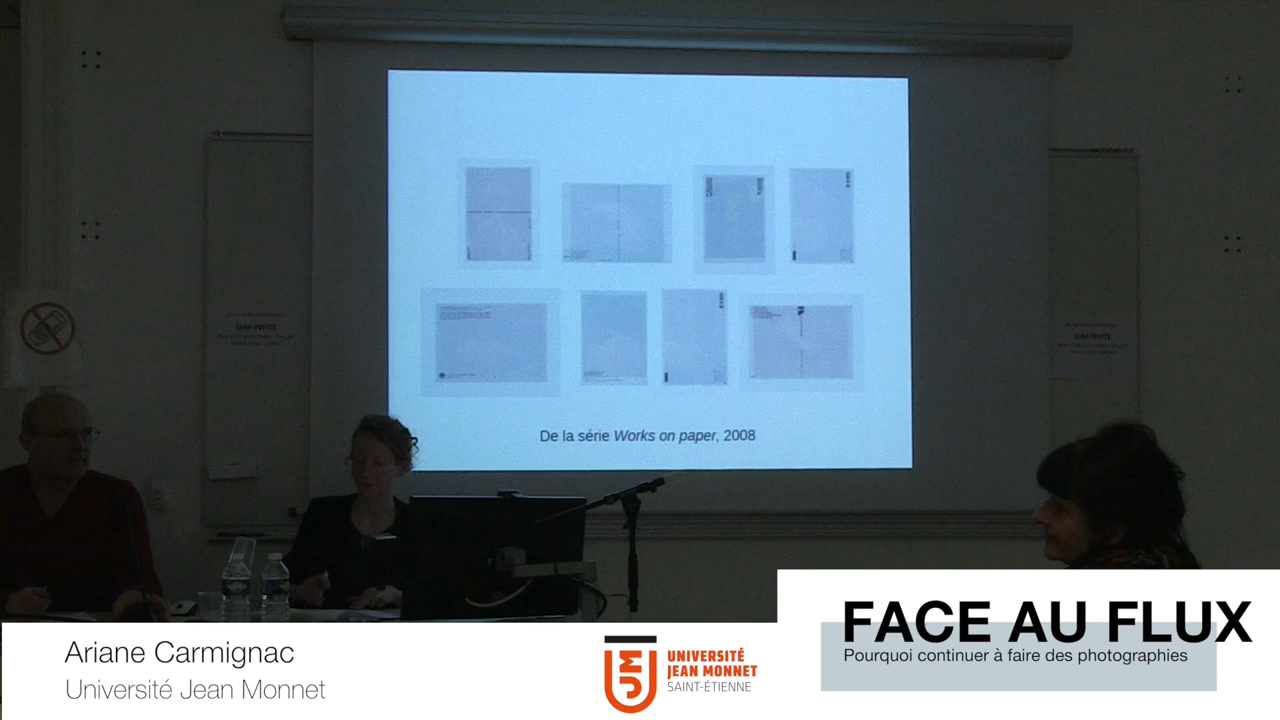 De la série Works on paper, 2008
Ariane Carmignac
Université Jean Monnet
UNIVERSITÉ
JEAN MONNET
SAINT-ÉTIENNE
FACE AU FLUX
Pourquoi continuer à faire des photographies